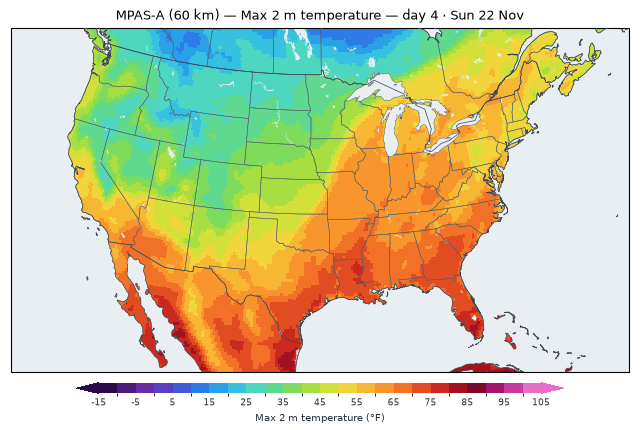 MPAS-A (60 km) — Max 2 m temperature — day 4 · Sun 22 Nov
-15 -5 5 15 25 35 45 55 65 75 85 95 105
Max 2 m temperature (°F)